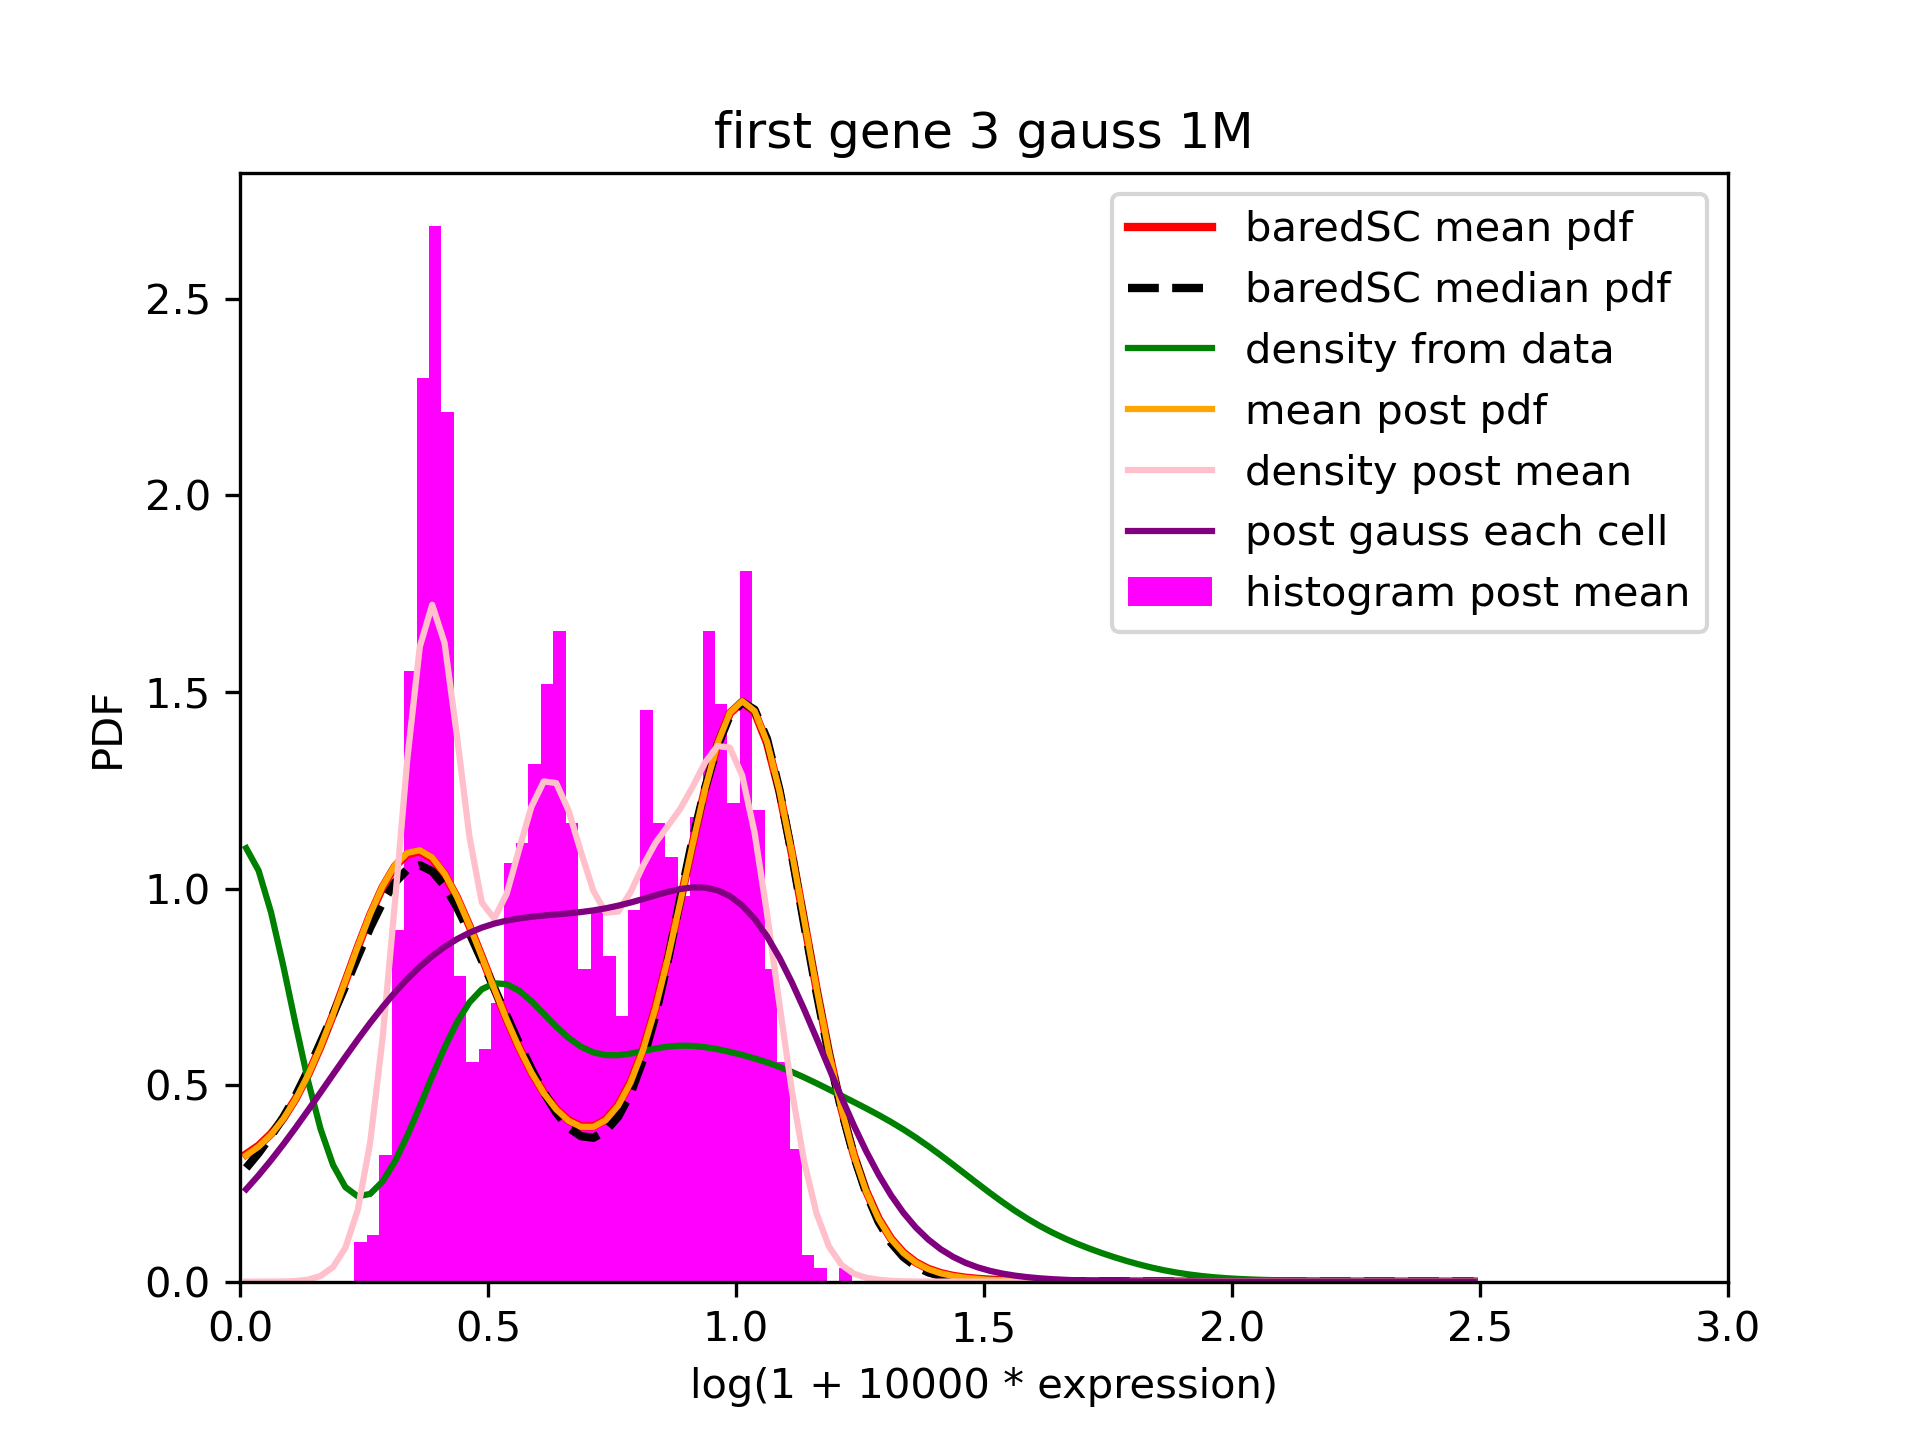 first gene 3 gauss 1M
baredSC mean pdf
baredSC median pdf
density from data
mean post pdf
density post mean
post gauss each cell
histogram post mean
PDF
2.5
2.0
1.5
1.0
0.5
0.0
0.0 0.5 1.0 1.5 2.0 2.5 3.0
log(1 + 10000 * expression)